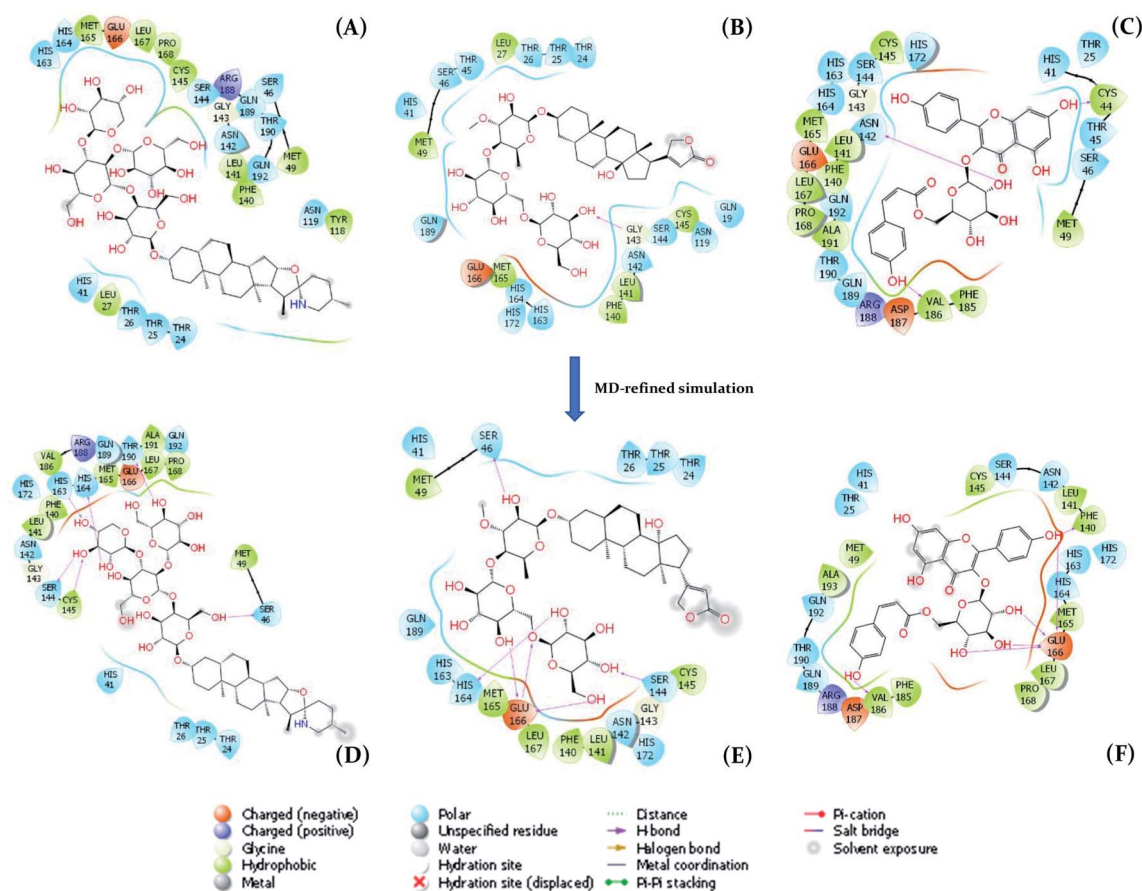 (A)
HIS 163
HIS 164
MET 165
GLU 166
LEU 167
PRO 168
CYS 145
SER 144
ARG 188
GLY 143
GLN 189
SER 46
ASN 142
THR 190
LEU 141
GLN 192
MET 49
PHE 140
ASN 119
TYR 118
HIS 41
LEU 27
THR 26
THR 25
THR 24
HN
(B)
HIS 41
MET 49
SER 46
THR 45
LEU 27
THR 26
THR 25
THR 24
GLN 189
GLU 166
MET 165
HIS 164
HIS 172
HIS 163
PHE 140
LEU 141
ASN 142
GLY 143
SER 144
CYS 145
ASN 119
GLN 19
(C)
HIS 163
SER 144
CYS 145
HIS 172
HIS 164
GLY 143
ASN 142
MET 165
LEU 141
GLU 166
PHE 140
LEU 167
GLN 192
PRO 168
ALA 191
THR 190
GLN 189
ARG 188
ASP 187
VAL 186
PHE 185
THR 25
HIS 41
CYS 44
THR 45
SER 46
MET 49
MD-refined simulation
(D)
HIS 172
VAL 186
ARG 188
GLN 189
THR 190
ALA 191
GLN 192
HIS 163
HIS 164
MET 165
GLU 166
LEU 167
PRO 168
PHE 140
LEU 141
ASN 142
GLY 143
SER 144
CYS 145
MET 49
SER 46
HIS 41
THR 26
THR 25
THR 24
HN
(E)
HIS 41
SER 46
MET 49
THR 26
THR 25
THR 24
GLN 189
HIS 163
HIS 164
MET 165
GLU 166
LEU 167
PHE 140
LEU 141
ASN 142
GLY 143
HIS 172
SER 144
CYS 145
(F)
HIS 41
THR 25
CYS 145
SER 144
ASN 142
LEU 141
PHE 140
HIS 163
HIS 172
HIS 164
MET 165
GLU 166
LEU 167
PRO 168
MET 49
ALA 193
GLN 192
THR 190
GLN 189
ARG 188
ASP 187
VAL 186
PHE 185
Charged (negative)
Charged (positive)
Glycine
Hydrophobic
Metal
Polar
Unspecified residue
Water
Hydration site
Hydration site (displaced)
Distance
H-bond
Halogen bond
Metal coordination
Pi-Pi stacking
Pi-cation
Salt bridge
Solvent exposure